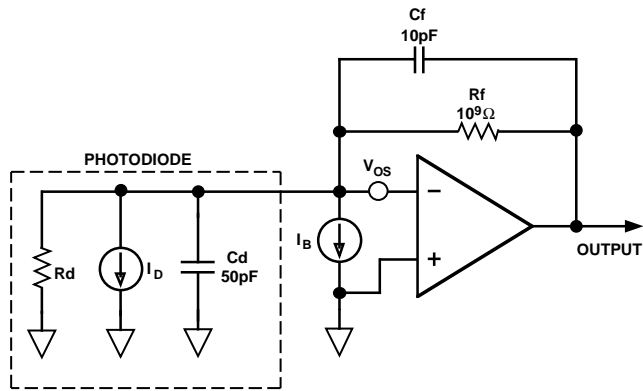 Cf
10pF
Rf
10⁹Ω
PHOTODIODE
V_OS
−
+
I_B
Rd
I_D
Cd
50pF
OUTPUT